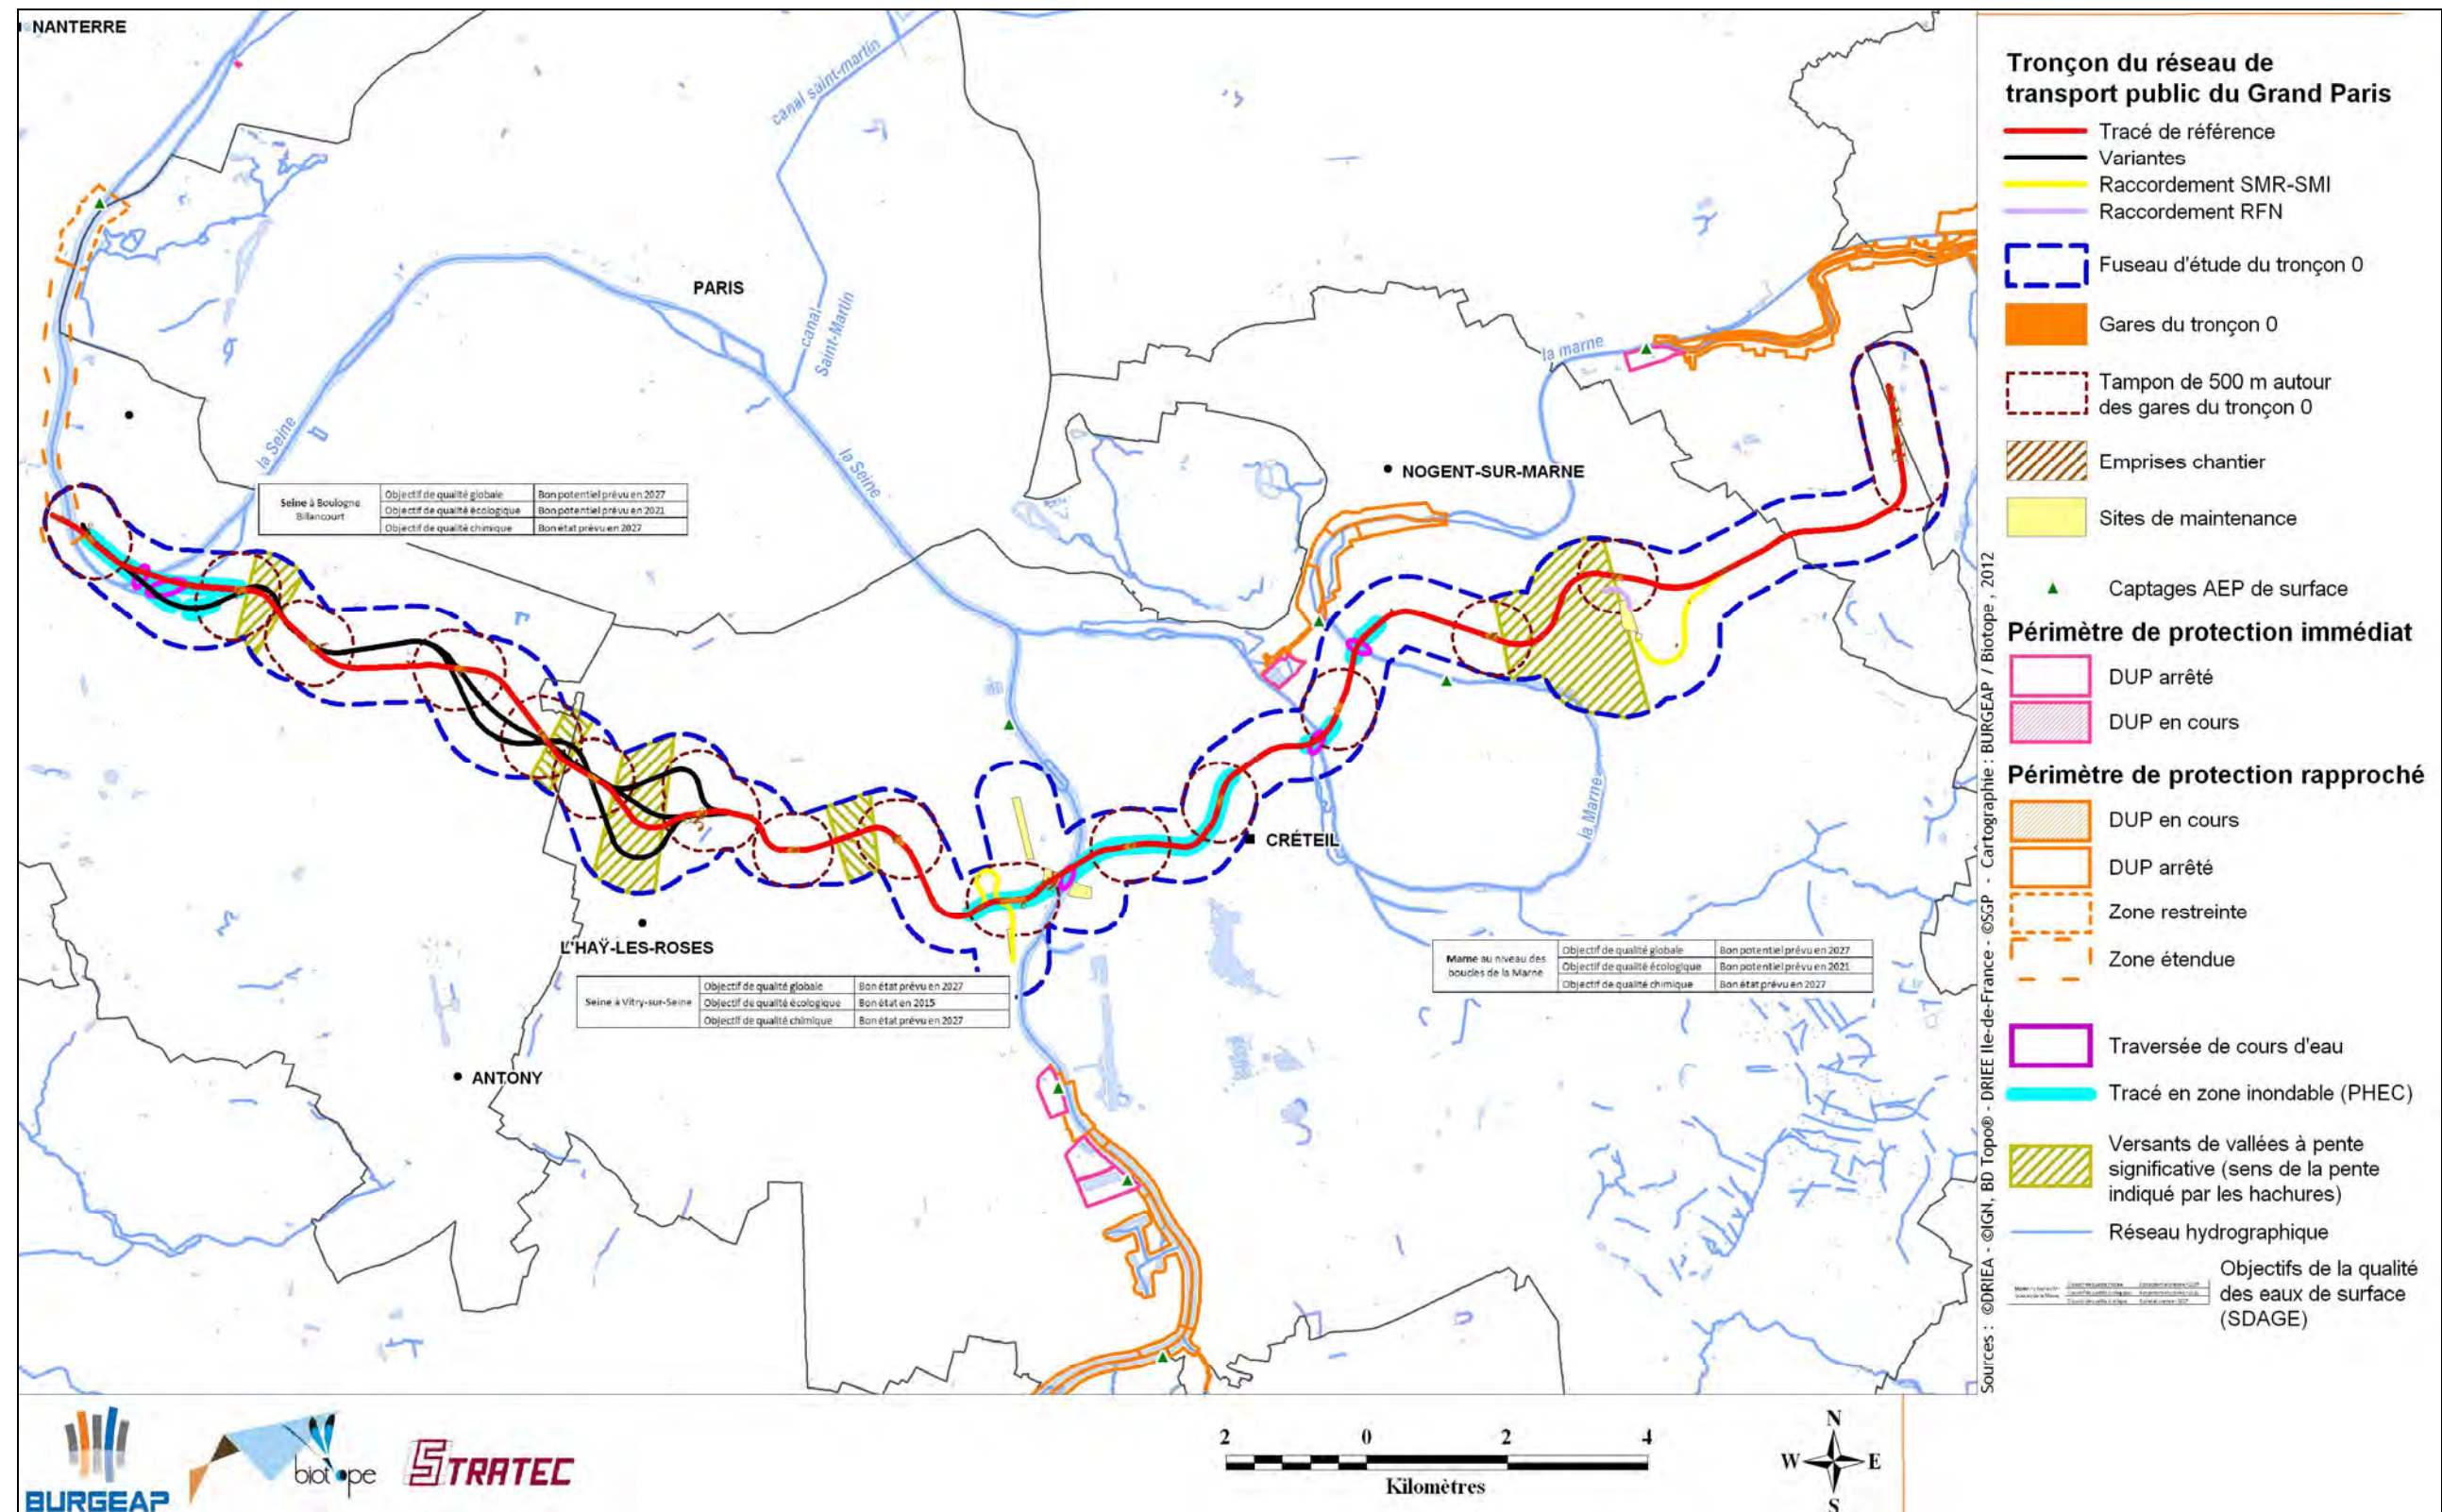 NANTERRE
canal saint-martin
PARIS
canal
Saint-Martin
la Seine
la Seine
la marne
NOGENT-SUR-MARNE
Seine à Boulogne Billancourt
Objectif de qualité globale Bon potentiel prévu en 2027
Objectif de qualité écologique Bon potentiel prévu en 2021
Objectif de qualité chimique Bon état prévu en 2027
CRÉTEIL
la Marne
L'HAŸ-LES-ROSES
Seine à Vitry-sur-Seine
Objectif de qualité globale Bon état prévu en 2027
Objectif de qualité écologique Bon état en 2015
Objectif de qualité chimique Bon état prévu en 2027
Marne au niveau des
boucles de la Marne
Objectif de qualité globale Bon potentiel prévu en 2027
Objectif de qualité écologique Bon potentiel prévu en 2021
Objectif de qualité chimique Bon état prévu en 2027
ANTONY
Sources : ©DRIEA - ©IGN, BD Topo® - DRIEE Ile-de-France - ©SGP - Cartographie : BURGEAP / Biotope , 2012
Tronçon du réseau de
transport public du Grand Paris
Tracé de référence
Variantes
Raccordement SMR-SMI
Raccordement RFN
Fuseau d'étude du tronçon 0
Gares du tronçon 0
Tampon de 500 m autour
des gares du tronçon 0
Emprises chantier
Sites de maintenance
Captages AEP de surface
Périmètre de protection immédiat
DUP arrêté
DUP en cours
Périmètre de protection rapproché
DUP en cours
DUP arrêté
Zone restreinte
Zone étendue
Traversée de cours d'eau
Tracé en zone inondable (PHEC)
Versants de vallées à pente
significative (sens de la pente
indiqué par les hachures)
Réseau hydrographique
Objectifs de la qualité
des eaux de surface
(SDAGE)
BURGEAP
biotope
STRATEC
2 0 2 4
Kilomètres
N
W E
S